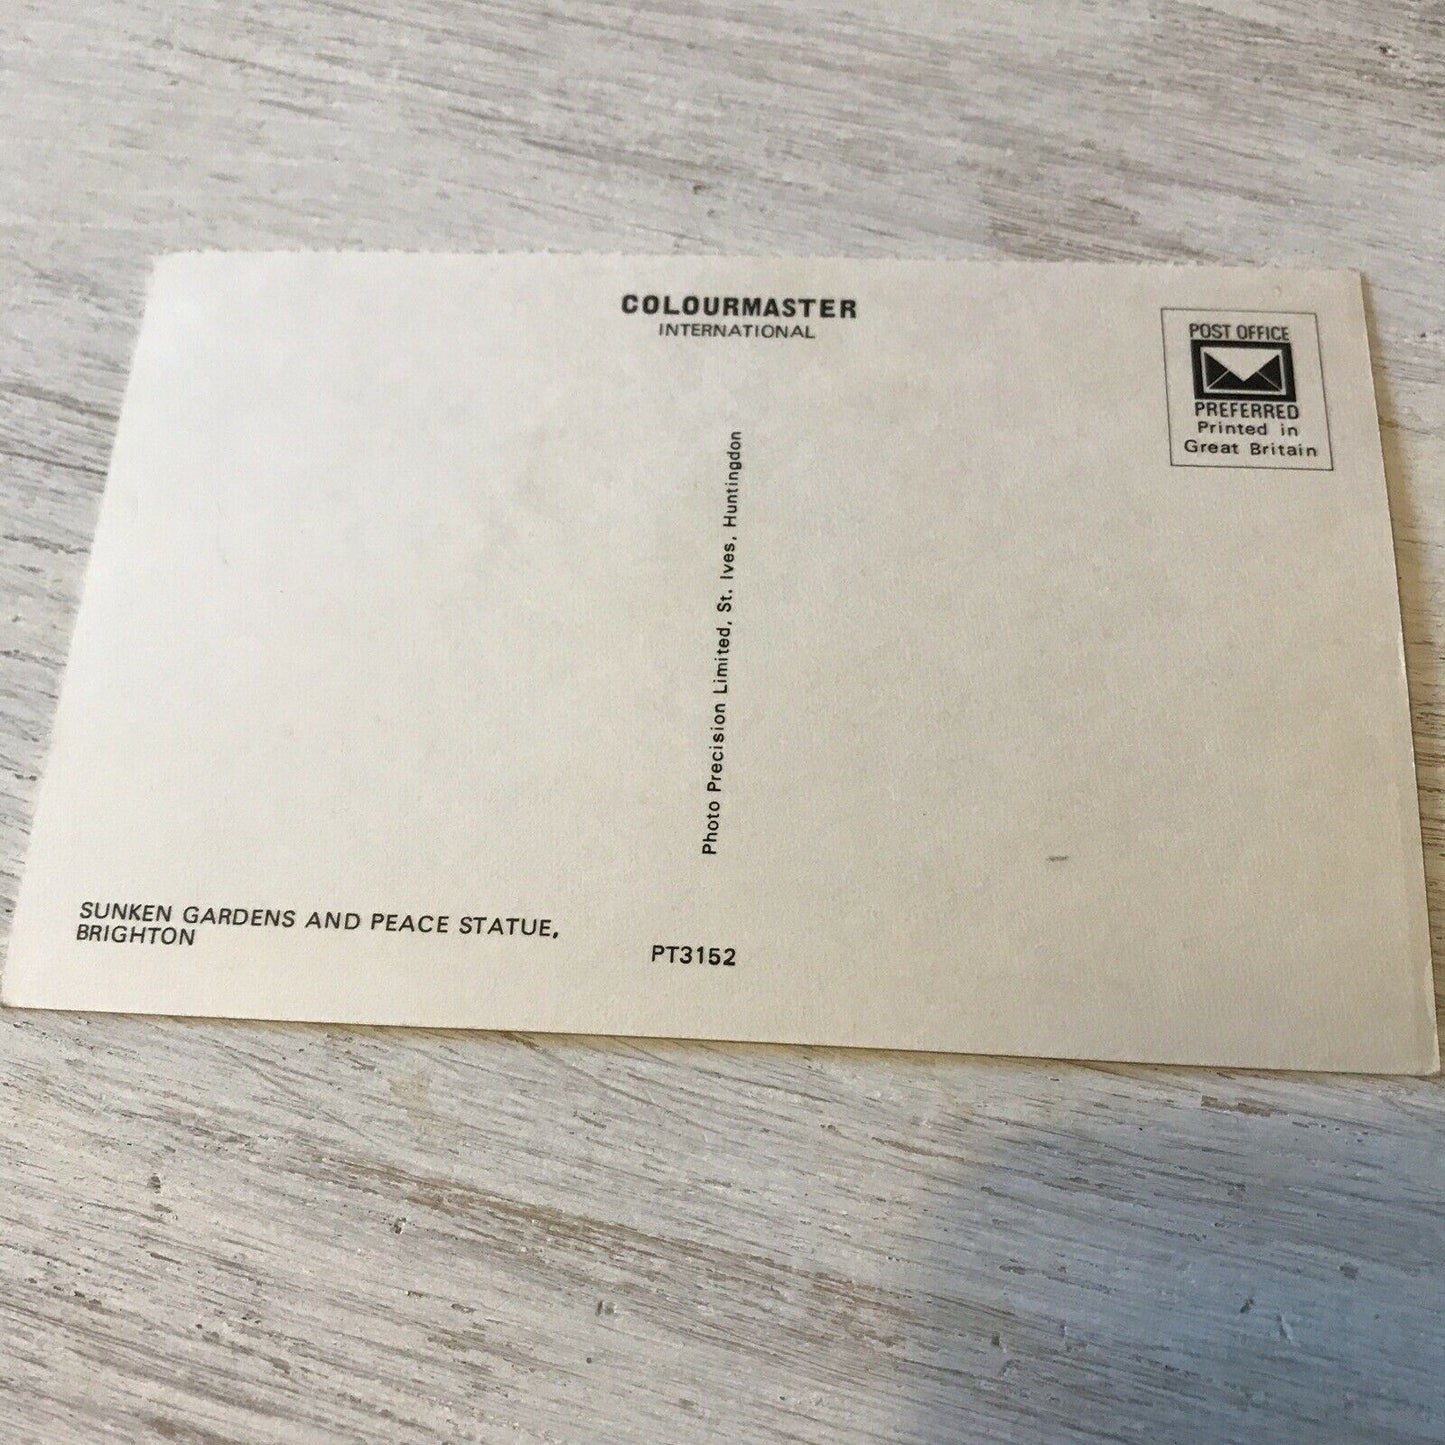 COLOURMASTER
INTERNATIONAL
POST OFFICE
PREFERRED
Printed in
Great Britain
Photo Precision Limited, St. Ives, Huntingdon
SUNKEN GARDENS AND PEACE STATUE,
BRIGHTON
PT3152